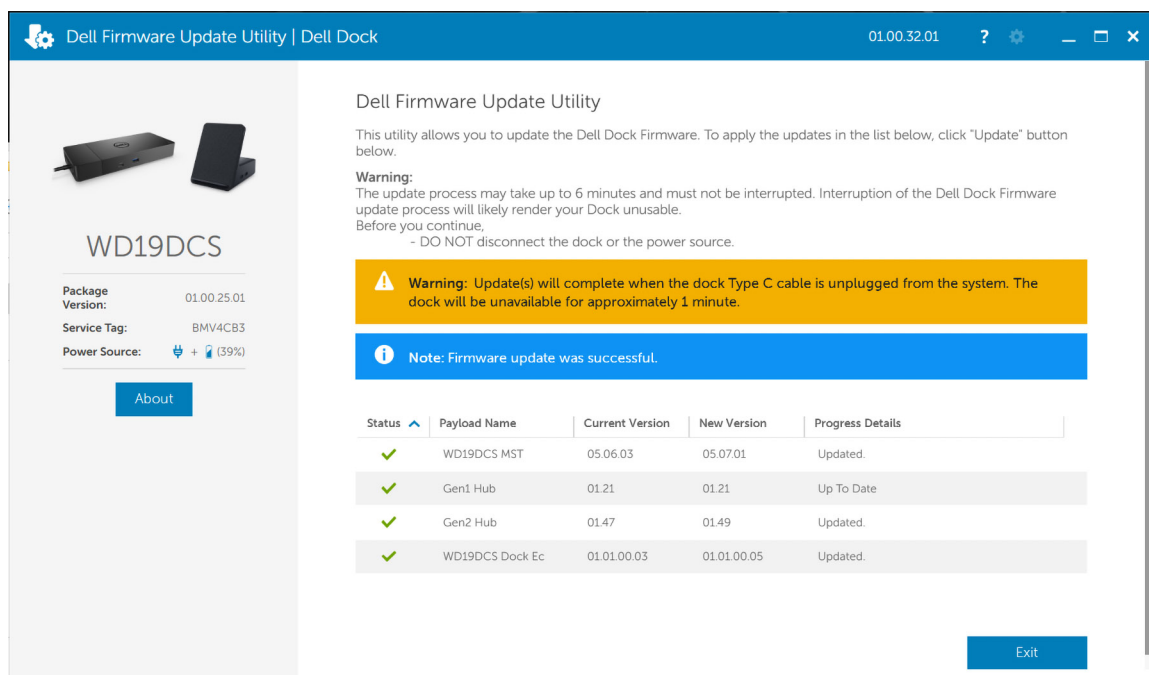 Dell Firmware Update Utility | Dell Dock
01.00.32.01
?
WD19DCS
Package Version: 01.00.25.01
Service Tag: BMV4CB3
Power Source: + (39%)
About
Dell Firmware Update Utility
This utility allows you to update the Dell Dock Firmware. To apply the updates in the list below, click "Update" button
below.
Warning:
The update process may take up to 6 minutes and must not be interrupted. Interruption of the Dell Dock Firmware
update process will likely render your Dock unusable.
Before you continue,
- DO NOT disconnect the dock or the power source.
Warning: Update(s) will complete when the dock Type C cable is unplugged from the system. The
dock will be unavailable for approximately 1 minute.
Note: Firmware update was successful.
Status Payload Name Current Version New Version Progress Details
WD19DCS MST 05.06.03 05.07.01 Updated.
Gen1 Hub 01.21 01.21 Up To Date
Gen2 Hub 01.47 01.49 Updated.
WD19DCS Dock Ec 01.01.00.03 01.01.00.05 Updated.
Exit